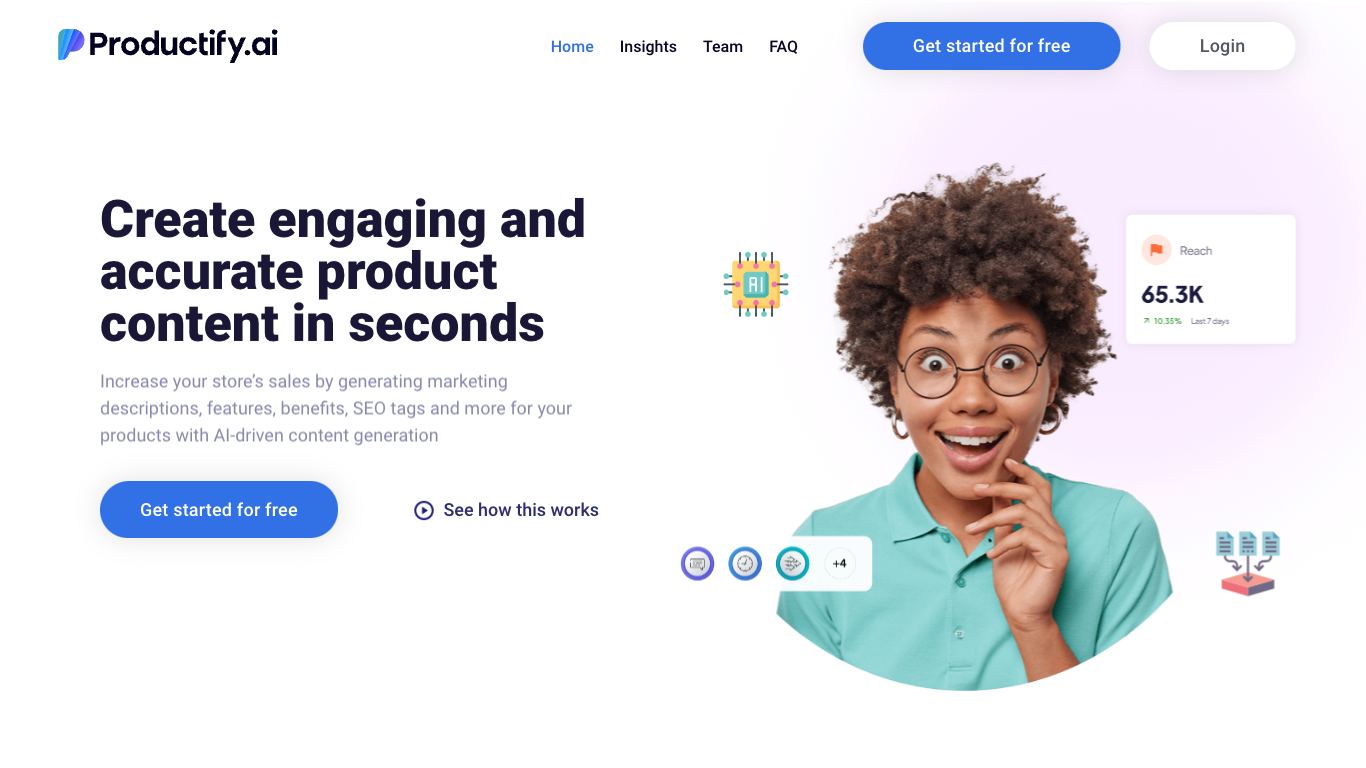 Productify.ai
Home
Insights
Team
FAQ
Get started for free
Login
Create engaging and
accurate product
content in seconds
Increase your store’s sales by generating marketing
descriptions, features, benefits, SEO tags and more for your
products with AI-driven content generation
Get started for free
See how this works
AI
Reach
65.3K
10.35% Last 7 days
+4